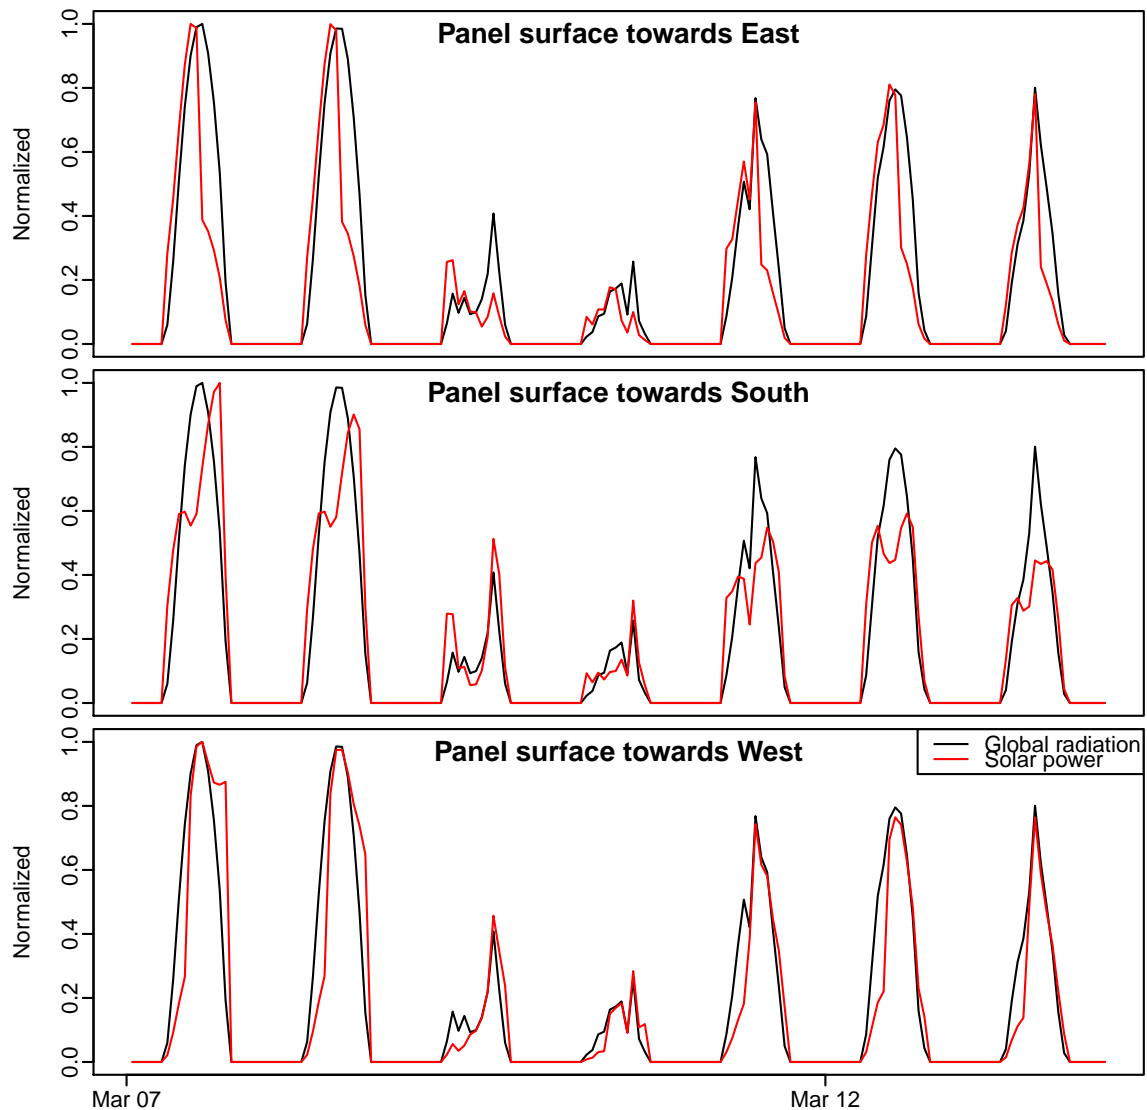 Panel surface towards East
Normalized
0.0 0.2 0.4 0.6 0.8 1.0
Panel surface towards South
Normalized
0.0 0.2 0.4 0.6 0.8 1.0
Panel surface towards West
Global radiation
Solar power
Normalized
0.0 0.2 0.4 0.6 0.8 1.0
Mar 07 Mar 12